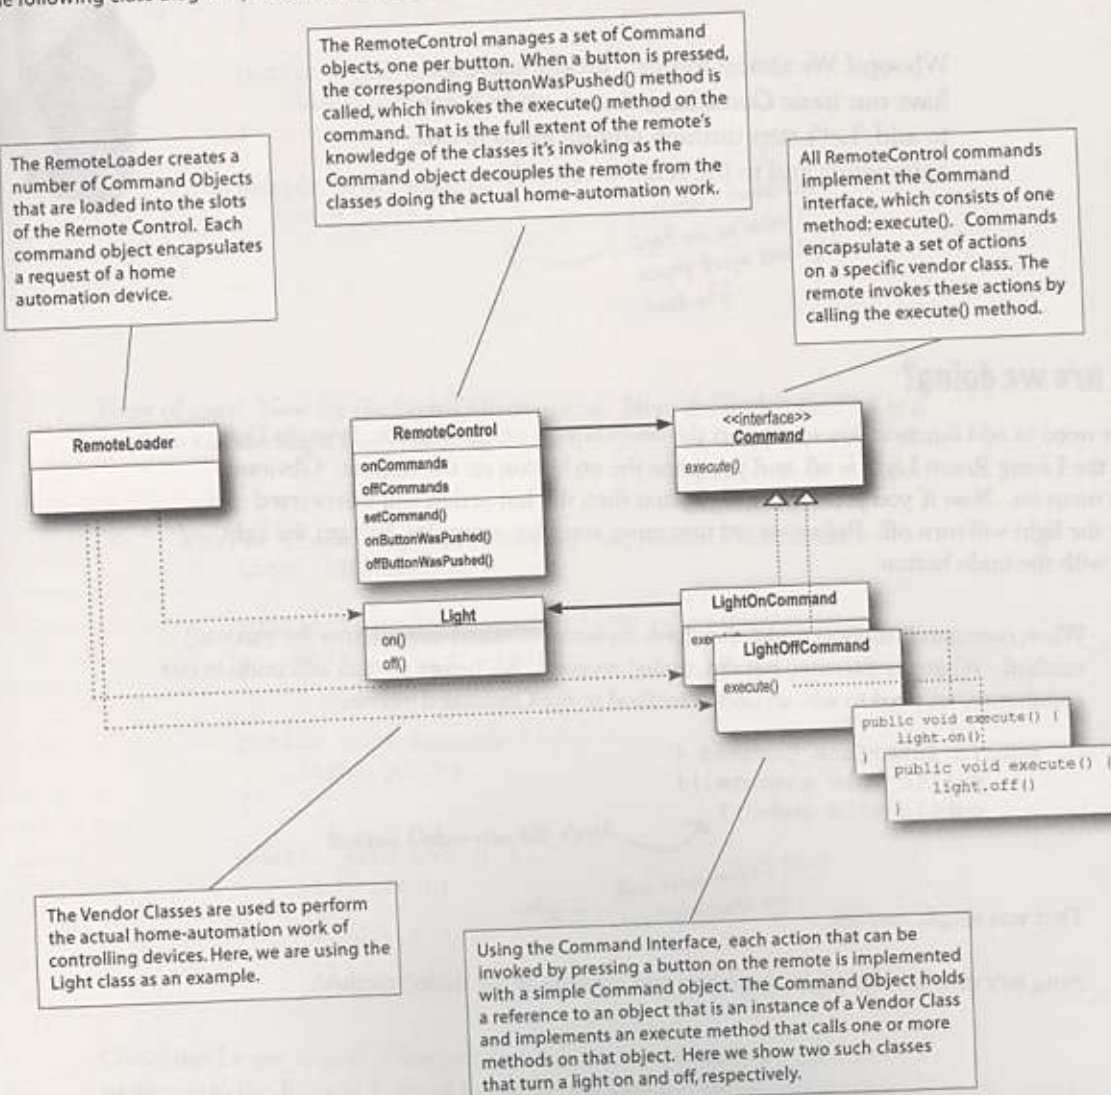 The RemoteControl manages a set of Command
objects, one per button. When a button is pressed,
the corresponding ButtonWasPushed() method is
called, which invokes the execute() method on the
command. That is the full extent of the remote's
knowledge of the classes it's invoking as the
Command object decouples the remote from the
classes doing the actual home-automation work.
The RemoteLoader creates a
number of Command Objects
that are loaded into the slots
of the Remote Control. Each
command object encapsulates
a request of a home
automation device.
All RemoteControl commands
implement the Command
interface, which consists of one
method: execute(). Commands
encapsulate a set of actions
on a specific vendor class. The
remote invokes these actions by
calling the execute() method.
RemoteLoader
RemoteControl
onCommands
offCommands
setCommand()
onButtonWasPushed()
offButtonWasPushed()
<<interface>>
Command
execute()
Light
on()
off()
LightOnCommand
LightOffCommand
execute()
public void execute() {
light.on();
}
public void execute() {
light.off()
}
The Vendor Classes are used to perform
the actual home-automation work of
controlling devices. Here, we are using the
Light class as an example.
Using the Command Interface, each action that can be
invoked by pressing a button on the remote is implemented
with a simple Command object. The Command Object holds
a reference to an object that is an instance of a Vendor Class
and implements an execute method that calls one or more
methods on that object. Here we show two such classes
that turn a light on and off, respectively.